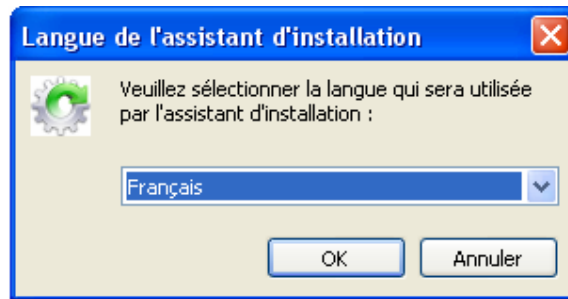 Langue de l'assistant d'installation
Veuillez sélectionner la langue qui sera utilisée
par l'assistant d'installation :
Français
OK
Annuler